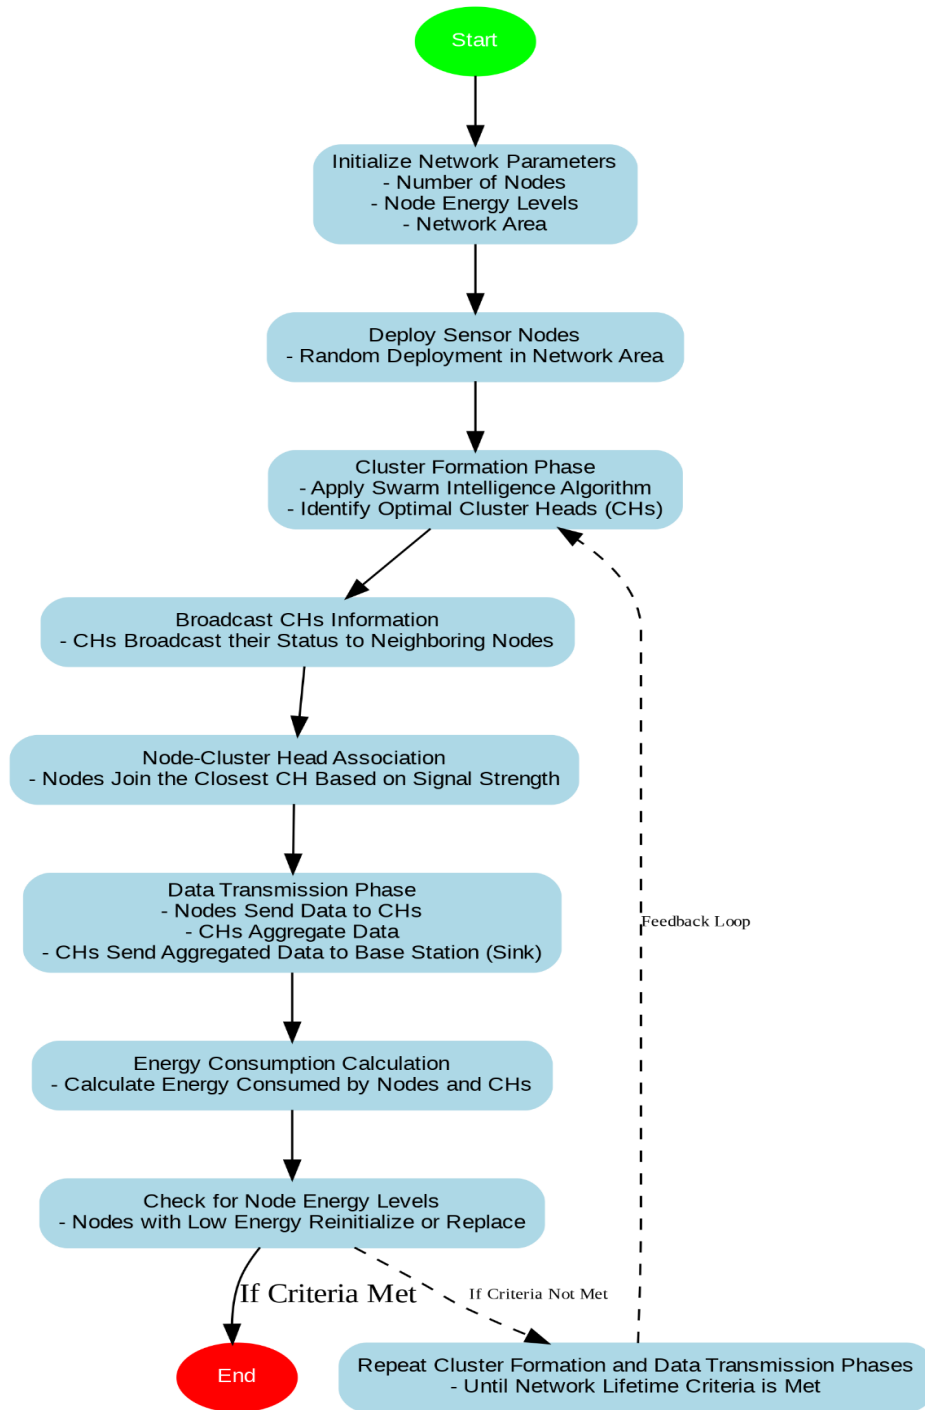 Start
Initialize Network Parameters
- Number of Nodes
- Node Energy Levels
- Network Area
Deploy Sensor Nodes
- Random Deployment in Network Area
Cluster Formation Phase
- Apply Swarm Intelligence Algorithm
- Identify Optimal Cluster Heads (CHs)
Broadcast CHs Information
- CHs Broadcast their Status to Neighboring Nodes
Node-Cluster Head Association
- Nodes Join the Closest CH Based on Signal Strength
Data Transmission Phase
- Nodes Send Data to CHs
- CHs Aggregate Data
- CHs Send Aggregated Data to Base Station (Sink)
Feedback Loop
Energy Consumption Calculation
- Calculate Energy Consumed by Nodes and CHs
Check for Node Energy Levels
- Nodes with Low Energy Reinitialize or Replace
If Criteria Met
If Criteria Not Met
End
Repeat Cluster Formation and Data Transmission Phases
- Until Network Lifetime Criteria is Met